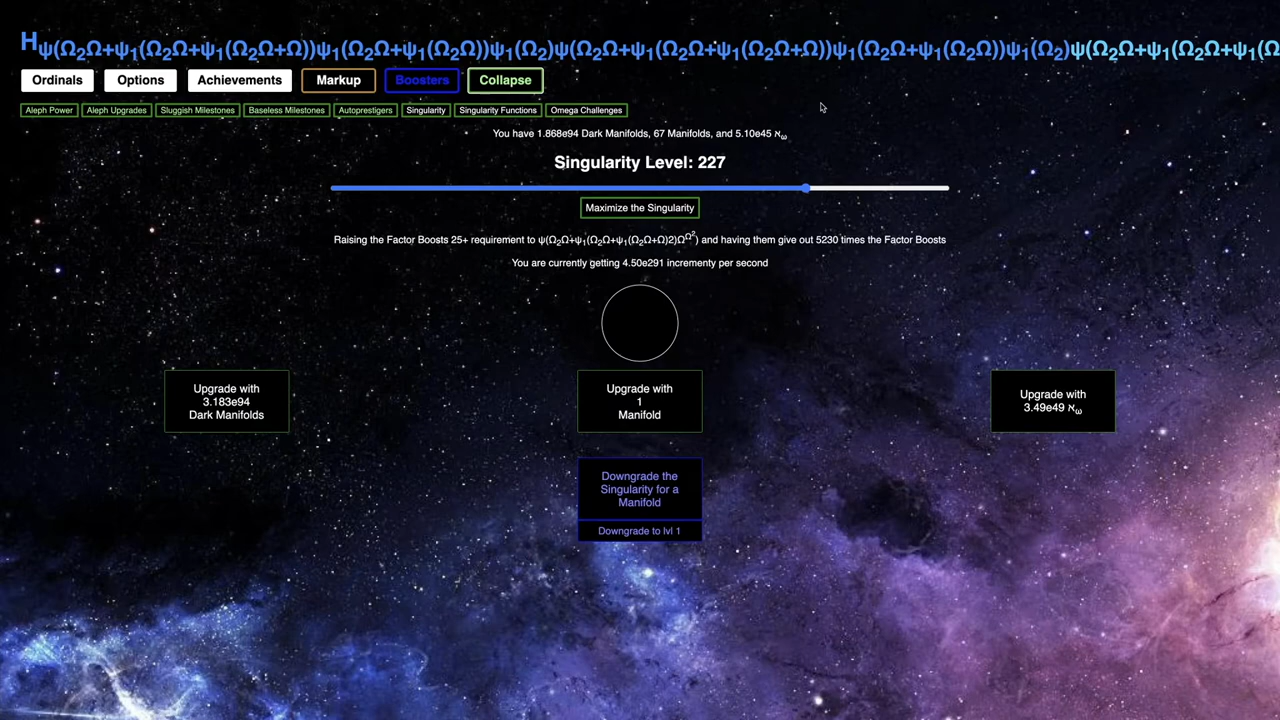 Hψ(Ω₂Ω+ψ₁(Ω₂Ω+ψ₁(Ω₂Ω+Ω))ψ₁(Ω₂Ω+ψ₁(Ω₂Ω))ψ₁(Ω₂)ψ(Ω₂Ω+ψ₁(Ω₂Ω+ψ₁(Ω₂Ω+Ω))ψ₁(Ω₂Ω+ψ₁(Ω₂Ω))ψ₁(Ω₂)ψ(Ω₂Ω+ψ₁(Ω₂Ω+ψ₁(Ω
Ordinals Options Achievements Markup Boosters Collapse
Aleph Power Aleph Upgrades Sluggish Milestones Baseless Milestones Autoprestigers Singularity Singularity Functions Omega Challenges
You have 1.868e94 Dark Manifolds, 67 Manifolds, and 5.10e45 ℵω
Singularity Level: 227
Maximize the Singularity
Raising the Factor Boosts 25+ requirement to ψ(Ω₂Ω+ψ₁(Ω₂Ω+ψ₁(Ω₂Ω+Ω)2)Ω^Ω^2) and having them give out 5230 times the Factor Boosts
You are currently getting 4.50e291 incrementy per second
Upgrade with
3.183e94
Dark Manifolds
Upgrade with
1
Manifold
Upgrade with
3.49e49 ℵω
Downgrade the
Singularity for a
Manifold
Downgrade to lvl 1